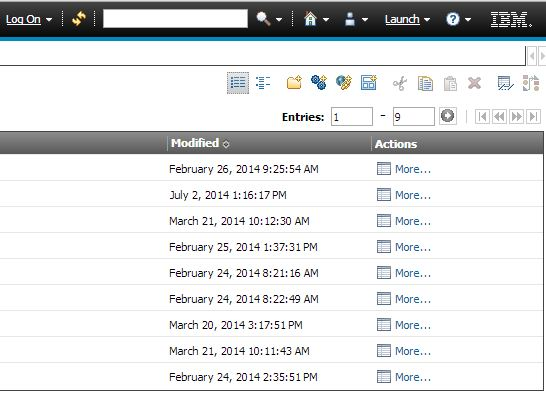 Log On Launch IBM
Entries: 1 - 9
Modified Actions
February 26, 2014 9:25:54 AM More...
July 2, 2014 1:16:17 PM More...
March 21, 2014 10:12:30 AM More...
February 25, 2014 1:37:31 PM More...
February 24, 2014 8:21:16 AM More...
February 24, 2014 8:22:49 AM More...
March 20, 2014 3:17:51 PM More...
March 21, 2014 10:11:43 AM More...
February 24, 2014 2:35:51 PM More...